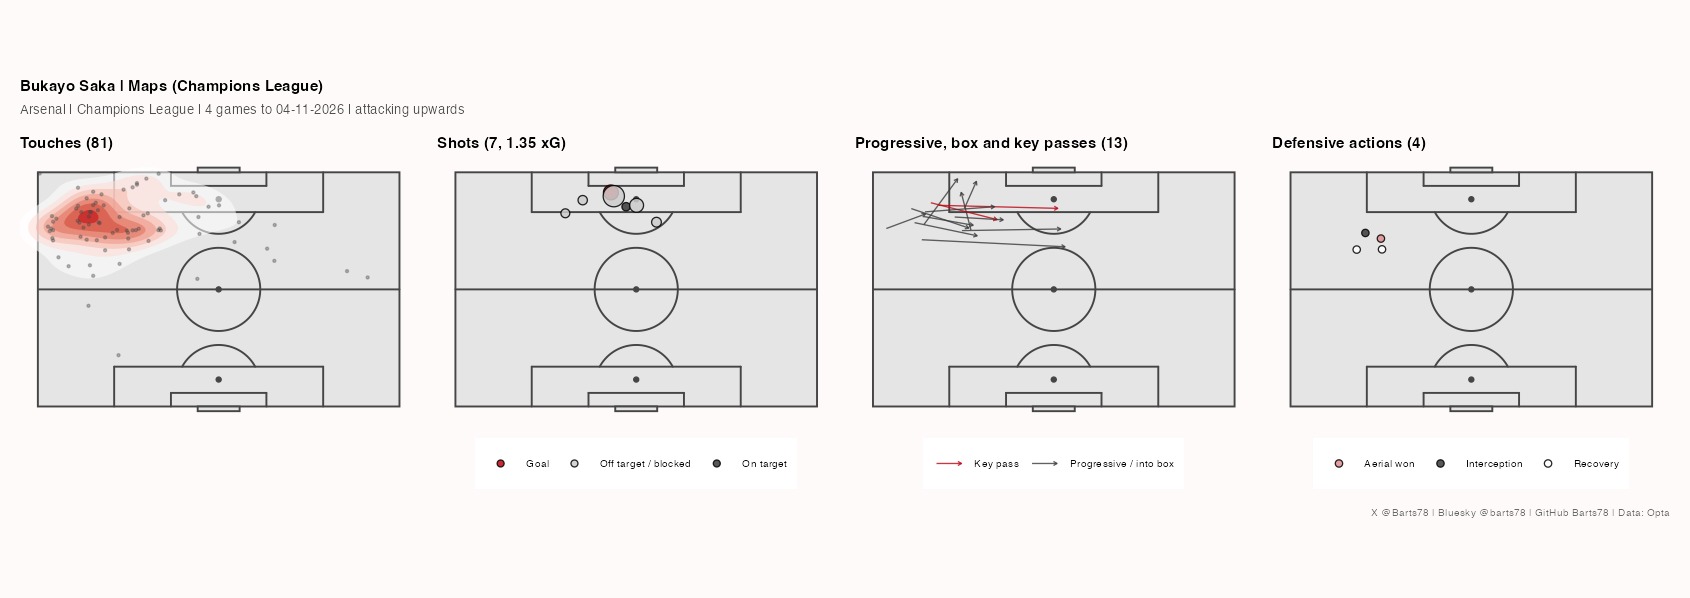 Bukayo Saka | Maps (Champions League)
Arsenal | Champions League | 4 games to 04-11-2026 | attacking upwards
Touches (81)
Shots (7, 1.35 xG)
Progressive, box and key passes (13)
Defensive actions (4)
Goal
Off target / blocked
On target
Key pass
Progressive / into box
Aerial won
Interception
Recovery
X @Barts78 | Bluesky @barts78 | GitHub Barts78 | Data: Opta